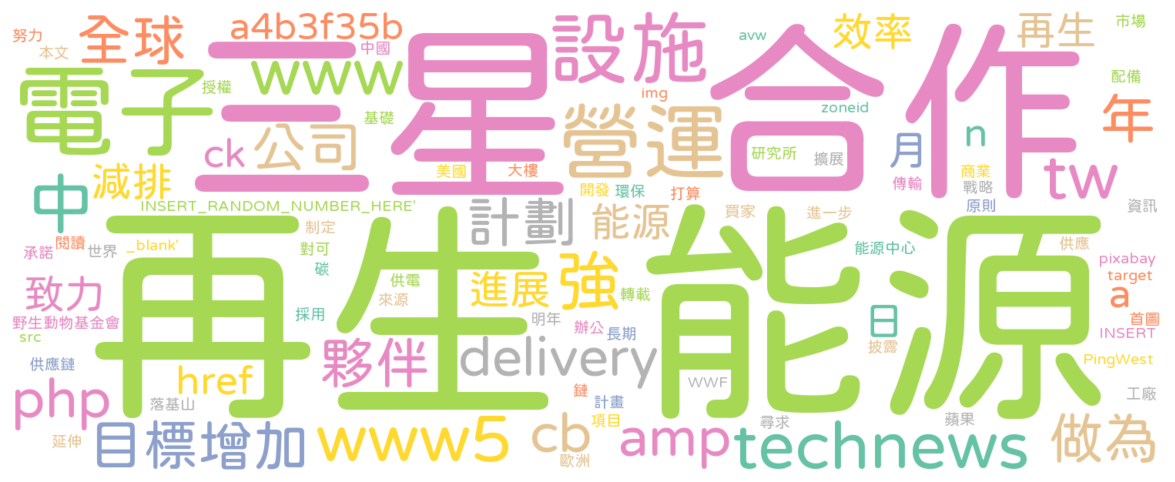 努力
全球
a4b3f35b
設施
效率
再生
市場
本文
三星
中國
avw
合作
電子
www
授權
img
配備
基礎
zoneid
年
公司
營運
n
ck
研究所
擴展
月
tw
減排
美國
大樓
商業
中
開發
環保
打算
傳輸
戰略
INSERT_RANDOM_NUMBER_HERE'
計劃
能源
買家
進一步
原則
資訊
制定
承諾
閱讀
世界
_blank'
對可
能源中心
供應
碳
再生能源
pixabay
致力
供電
進展
強
target
來源
轉載
a
野生動物基金會
採用
明年
辦公
長期
日
首圖
src
INSERT
夥伴
delivery
披露
供應鏈
PingWest
href
WWF
php
鏈
工廠
落基山
計畫
項目
尋求
蘋果
延伸
目標增加
www5
cb
amp
technews
做為
歐洲